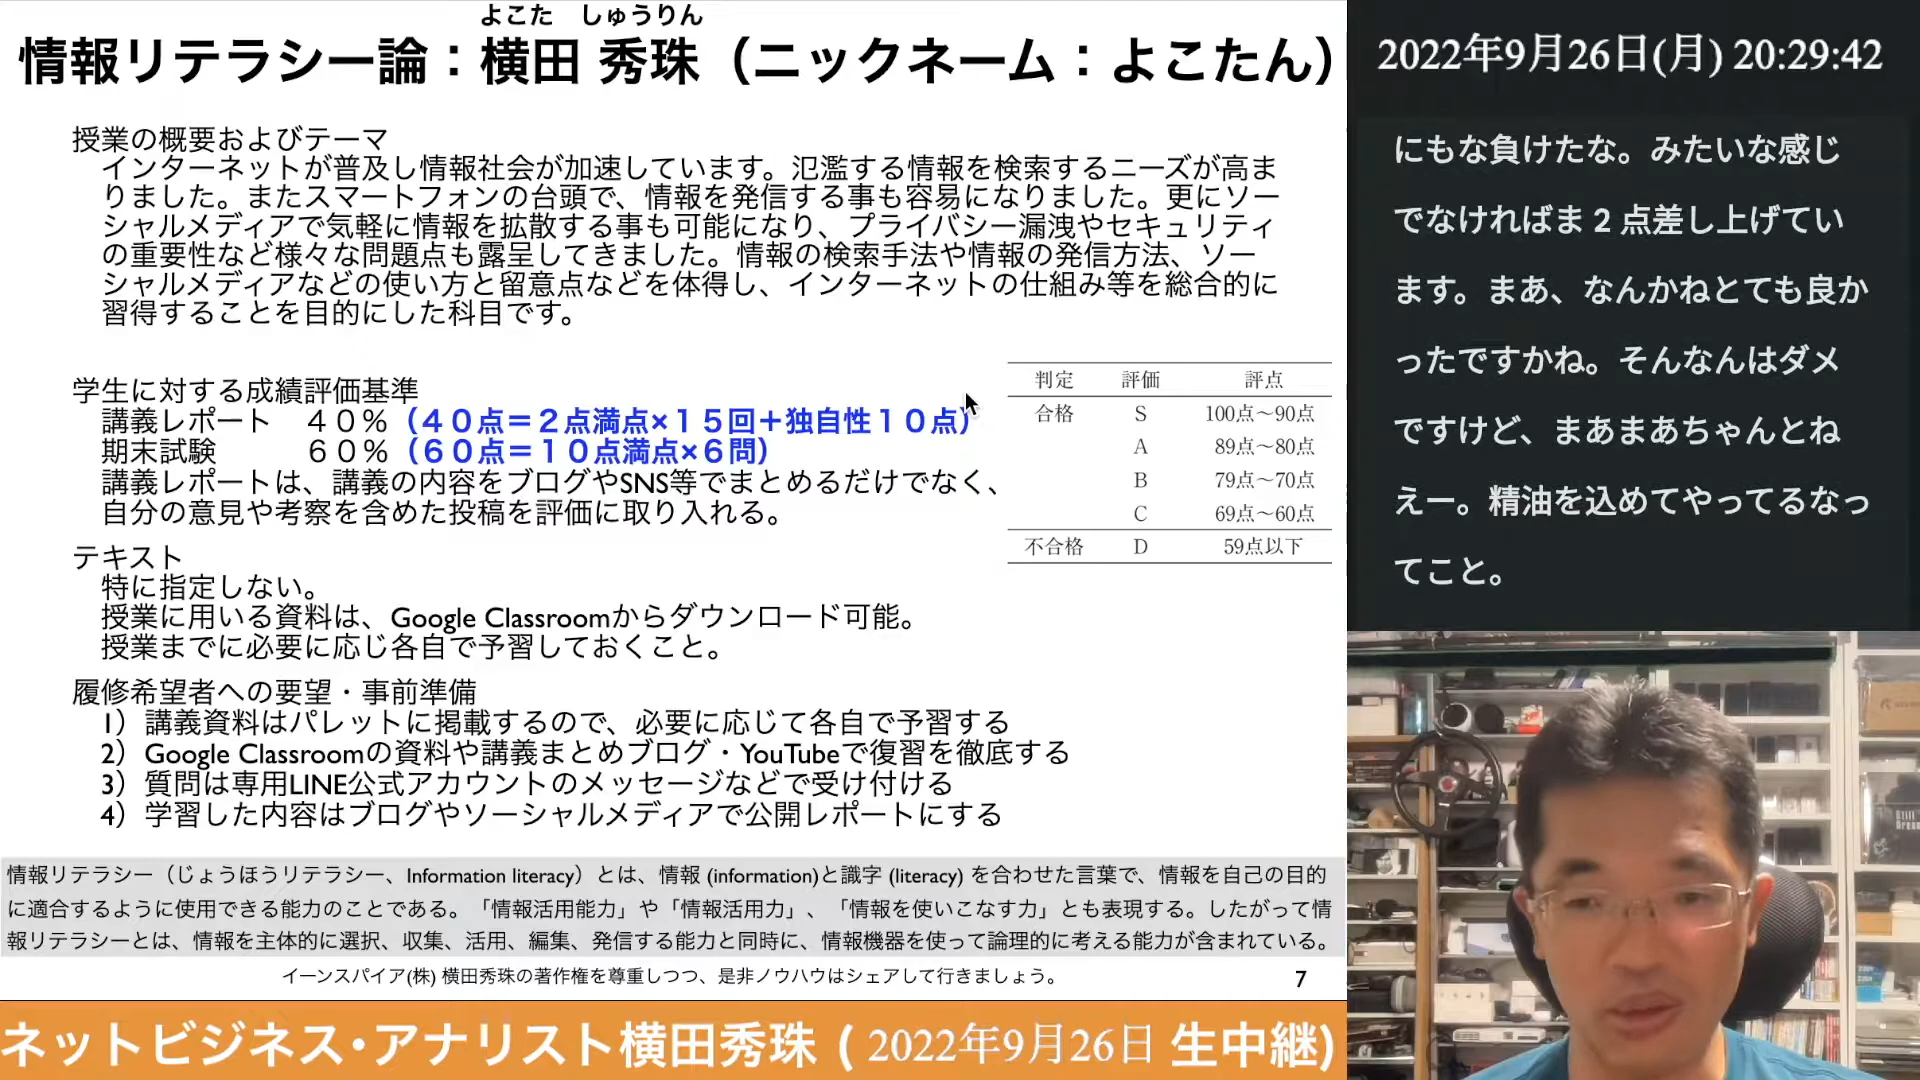 よこた しゅうりん
情報リテラシー論：横田 秀珠（ニックネーム：よこたん）
授業の概要およびテーマ
インターネットが普及し情報社会が加速しています。氾濫する情報を検索するニーズが高ま
りました。またスマートフォンの台頭で、情報を発信する事も容易になりました。更にソー
シャルメディアで気軽に情報を拡散する事も可能になり、プライバシー漏洩やセキュリティ
の重要性など様々な問題点も露呈してきました。情報の検索手法や情報の発信方法、ソー
シャルメディアなどの使い方と留意点などを体得し、インターネットの仕組み等を総合的に
習得することを目的にした科目です。
学生に対する成績評価基準
講義レポート　４０％（４０点＝２点満点×１５回＋独自性１０点）
期末試験　　　６０％（６０点＝１０点満点×６問）
講義レポートは、講義の内容をブログやSNS等でまとめるだけでなく、
自分の意見や考察を含めた投稿を評価に取り入れる。
判定 評価 評点
合格 S 100点〜90点
A 89点〜80点
B 79点〜70点
C 69点〜60点
不合格 D 59点以下
テキスト
特に指定しない。
授業に用いる資料は、Google Classroomからダウンロード可能。
授業までに必要に応じ各自で予習しておくこと。
履修希望者への要望・事前準備
1）講義資料はパレットに掲載するので、必要に応じて各自で予習する
2）Google Classroomの資料や講義まとめブログ・YouTubeで復習を徹底する
3）質問は専用LINE公式アカウントのメッセージなどで受け付ける
4）学習した内容はブログやソーシャルメディアで公開レポートにする
情報リテラシー（じょうほうリテラシー、Information literacy）とは、情報 (information)と識字 (literacy) を合わせた言葉で、情報を自己の目的
に適合するように使用できる能力のことである。「情報活用能力」や「情報活用力」、「情報を使いこなす力」とも表現する。したがって情
報リテラシーとは、情報を主体的に選択、収集、活用、編集、発信する能力と同時に、情報機器を使って論理的に考える能力が含まれている。
イーンスパイア(株) 横田秀珠の著作権を尊重しつつ、是非ノウハウはシェアして行きましょう。
7
ネットビジネス・アナリスト横田秀珠 ( 2022年9月26日 生中継)
2022年9月26日(月) 20:29:42
にもな負けたな。みたいな感じ
でなければま２点差し上げてい
ます。まあ、なんかねとても良か
ったですかね。そんなんはダメ
ですけど、まあまあちゃんとね
えー。精油を込めてやってるなっ
てこと。